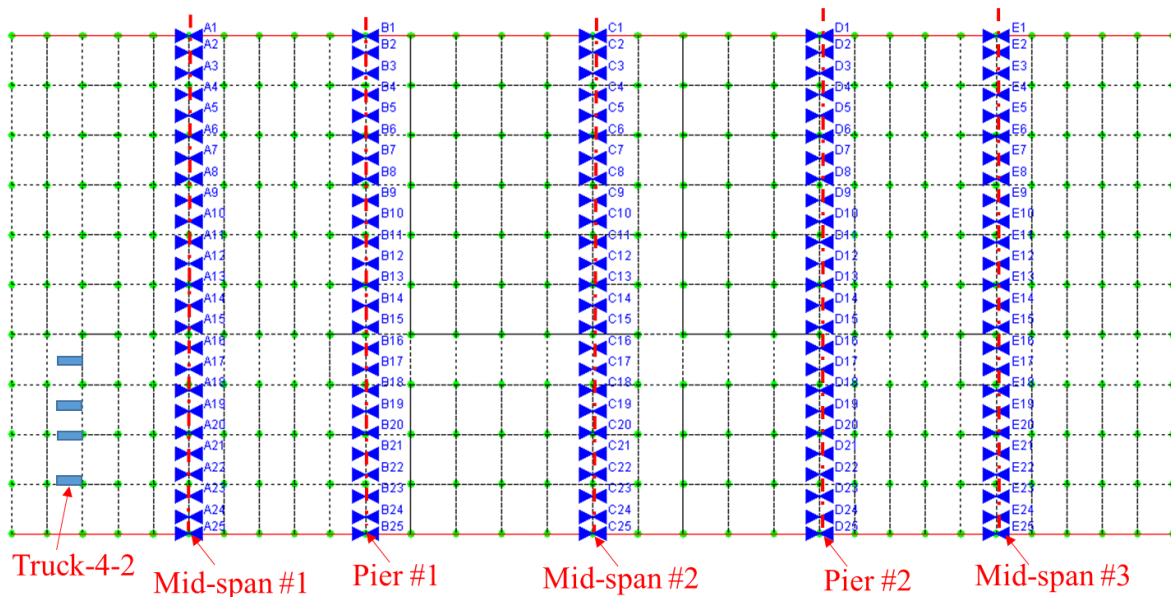 A1 B1 C1 D1 E1
A2 B2 C2 D2 E2
A3 B3 C3 D3 E3
A4 B4 C4 D4 E4
A5 B5 C5 D5 E5
A6 B6 C6 D6 E6
A7 B7 C7 D7 E7
A8 B8 C8 D8 E8
A9 B9 C9 D9 E9
A10 B10 C10 D10 E10
A11 B11 C11 D11 E11
A12 B12 C12 D12 E12
A13 B13 C13 D13 E13
A14 B14 C14 D14 E14
A15 B15 C15 D15 E15
A16 B16 C16 D16 E16
A17 B17 C17 D17 E17
A18 B18 C18 D18 E18
A19 B19 C19 D19 E19
A20 B20 C20 D20 E20
A21 B21 C21 D21 E21
A22 B22 C22 D22 E22
A23 B23 C23 D23 E23
A24 B24 C24 D24 E24
A25 B25 C25 D25 E25
Truck-4-2 Mid-span #1 Pier #1 Mid-span #2 Pier #2 Mid-span #3